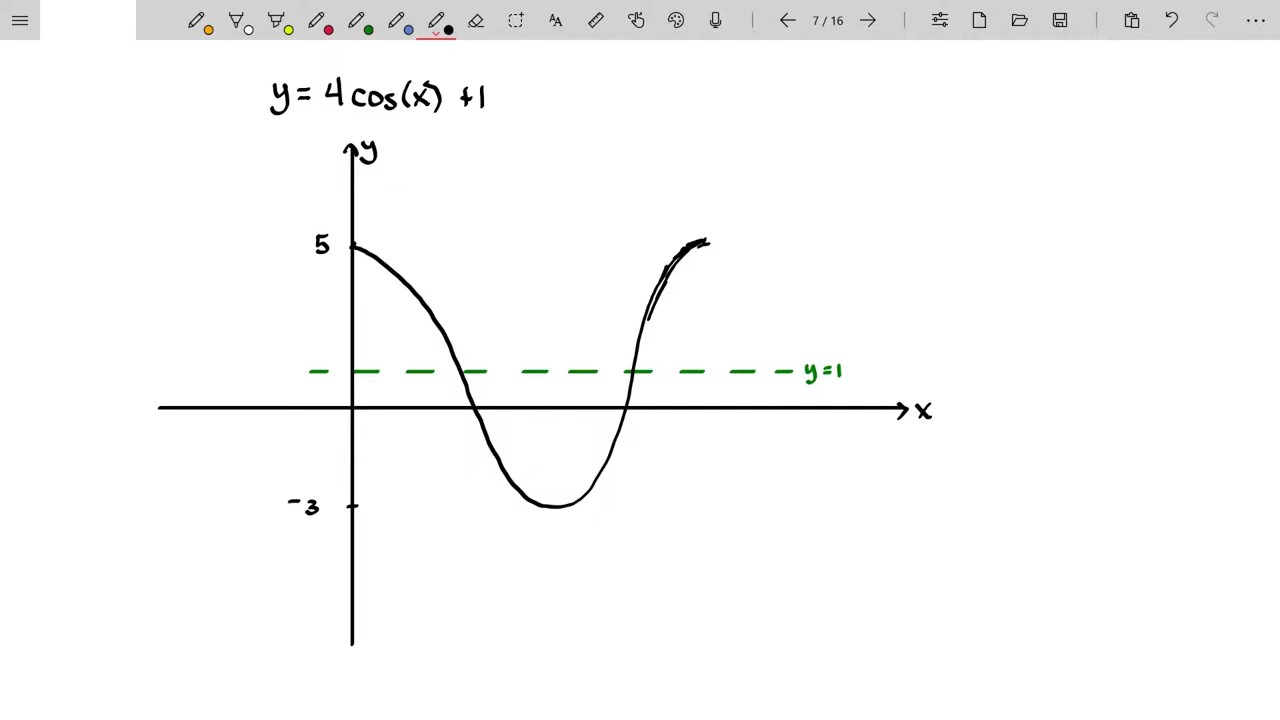 7 / 16
y = 4 cos(x) + 1
y
5
y = 1
x
-3